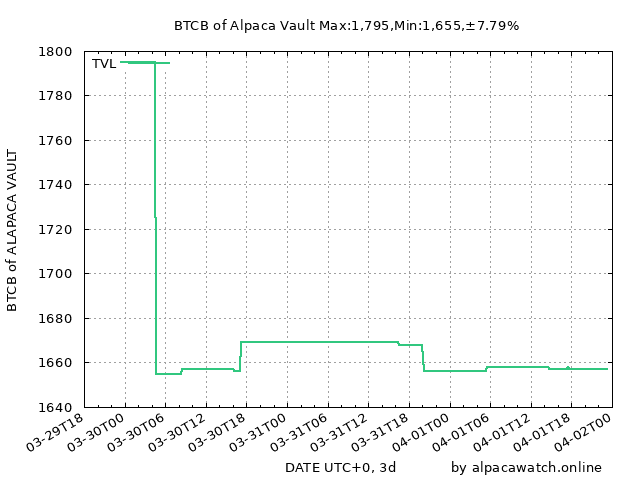 BTCB of Alpaca Vault Max:1,795,Min:1,655,±7.79%
TVL
1800
1780
1760
1740
1720
1700
1680
1660
1640
BTCB of ALAPACA VAULT
03-29T18
03-30T00
03-30T06
03-30T12
03-30T18
03-31T00
03-31T06
03-31T12
03-31T18
04-01T00
04-01T06
04-01T12
04-01T18
04-02T00
DATE UTC+0, 3d
by alpacawatch.online